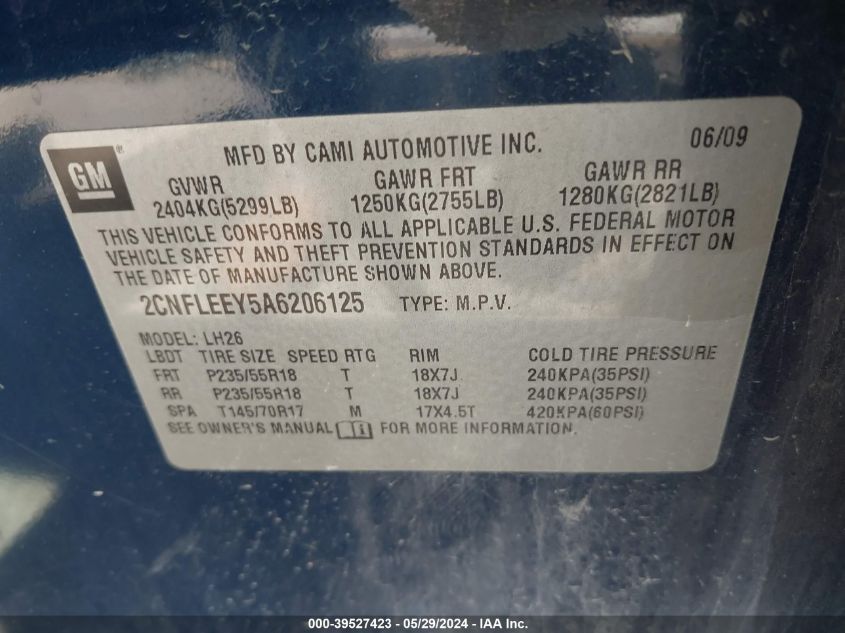 GM ®
MFD BY CAMI AUTOMOTIVE INC. 06/09
GVWR GAWR FRT GAWR RR
2404KG(5299LB) 1250KG(2755LB) 1280KG(2821LB)
THIS VEHICLE CONFORMS TO ALL APPLICABLE U.S. FEDERAL MOTOR
VEHICLE SAFETY AND THEFT PREVENTION STANDARDS IN EFFECT ON
THE DATE OF MANUFACTURE SHOWN ABOVE.
2CNFLEEY5A6206125 TYPE: M.P.V.
MODEL: LH26
LBDT TIRE SIZE SPEED RTG RIM COLD TIRE PRESSURE
FRT P235/55R18 T 18X7J 240KPA(35PSI)
RR P235/55R18 T 18X7J 240KPA(35PSI)
SPA T145/70R17 M 17X4.5T 420KPA(60PSI)
SEE OWNER'S MANUAL FOR MORE INFORMATION.
000-39527423 - 05/29/2024 - IAA Inc.